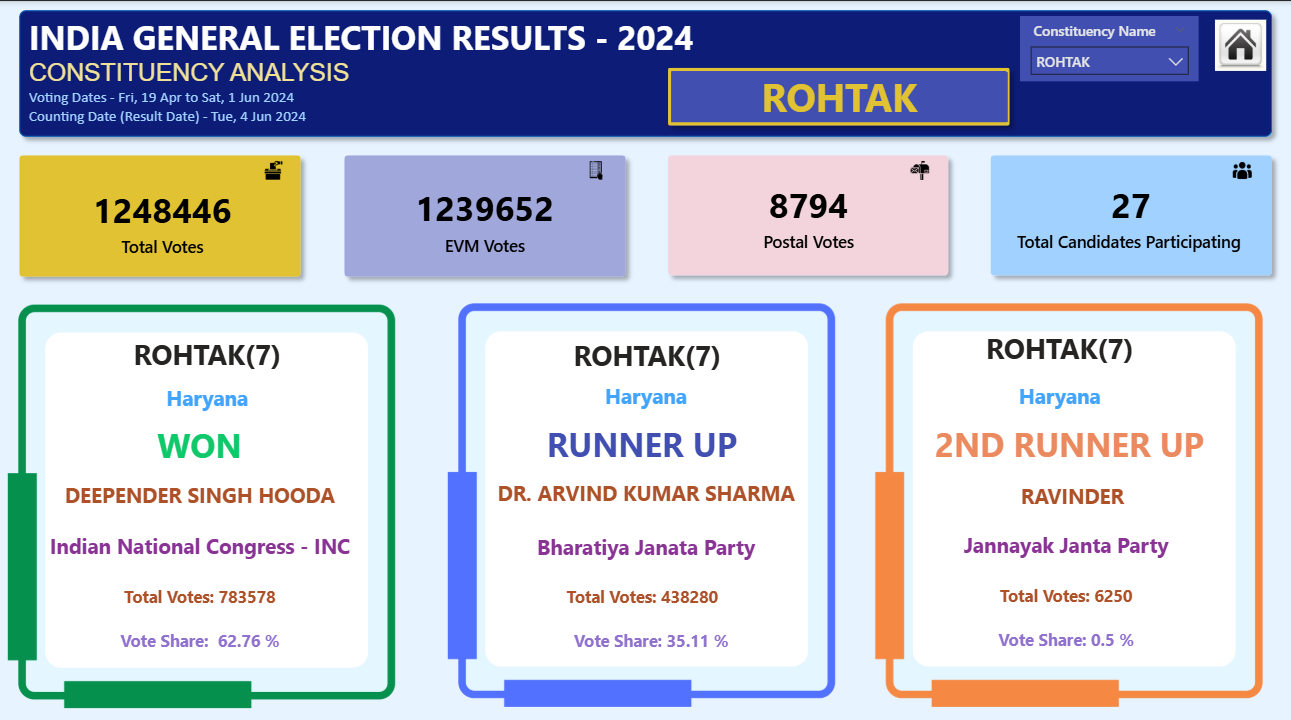 INDIA GENERAL ELECTION RESULTS - 2024
CONSTITUENCY ANALYSIS
Voting Dates - Fri, 19 Apr to Sat, 1 Jun 2024
Counting Date (Result Date) - Tue, 4 Jun 2024
ROHTAK
Constituency Name
ROHTAK
1248446
Total Votes
1239652
EVM Votes
8794
Postal Votes
27
Total Candidates Participating
ROHTAK(7)
Haryana
WON
DEEPENDER SINGH HOODA
Indian National Congress - INC
Total Votes: 783578
Vote Share: 62.76 %
ROHTAK(7)
Haryana
RUNNER UP
DR. ARVIND KUMAR SHARMA
Bharatiya Janata Party
Total Votes: 438280
Vote Share: 35.11 %
ROHTAK(7)
Haryana
2ND RUNNER UP
RAVINDER
Jannayak Janta Party
Total Votes: 6250
Vote Share: 0.5 %